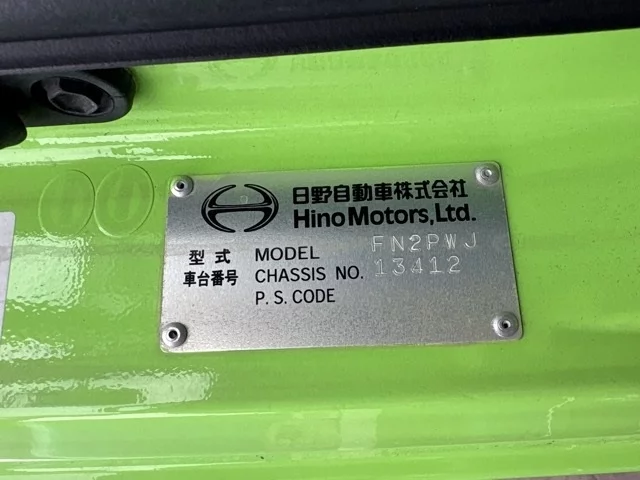 日野自動車株式会社
Hino Motors, Ltd.
型式 MODEL FN2PWJ
車台番号 CHASSIS NO. 13412
P.S.CODE